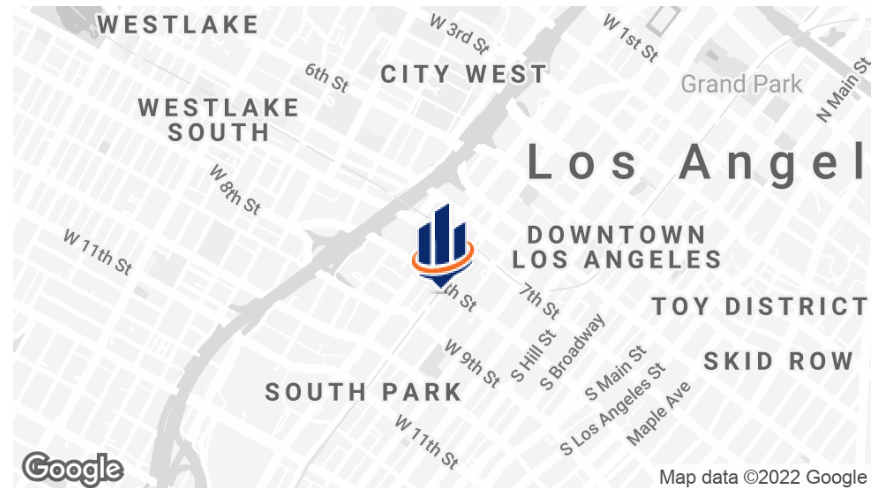 WESTLAKE
W 3rd St
W 1st St
6th St
CITY WEST
Grand Park
N Main St
WESTLAKE
SOUTH
Los Angel
W 8th St
W 11th St
DOWNTOWN
LOS ANGELES
th St
7th St
TOY DISTRICT
S Hill St
S Broadway
W 9th St
SKID ROW
S Main St
SOUTH PARK
S Los Angeles St
Maple Ave
W 11th St
Google
Map data ©2022 Google